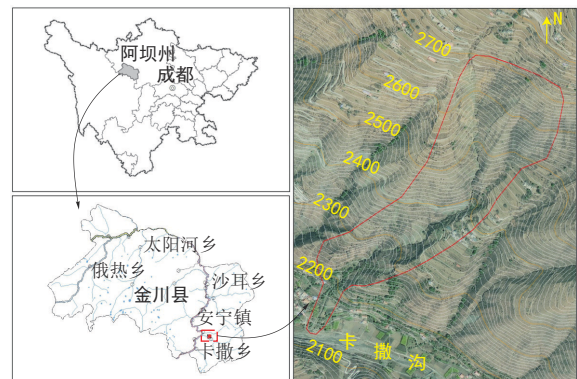 阿坝州
成都
太阳河乡
俄热乡
沙耳乡
金川县
安宁镇
卡撒乡
N
2700
2600
2500
2400
2300
2200
2100
卡撒沟